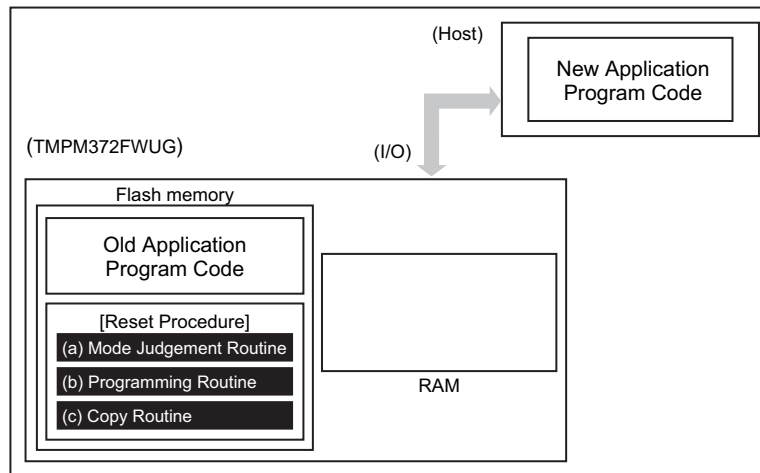 (Host)
New Application
Program Code
(TMPM372FWUG)
(I/O)
Flash memory
Old Application
Program Code
[Reset Procedure]
(a) Mode Judgement Routine
(b) Programming Routine
(c) Copy Routine
RAM